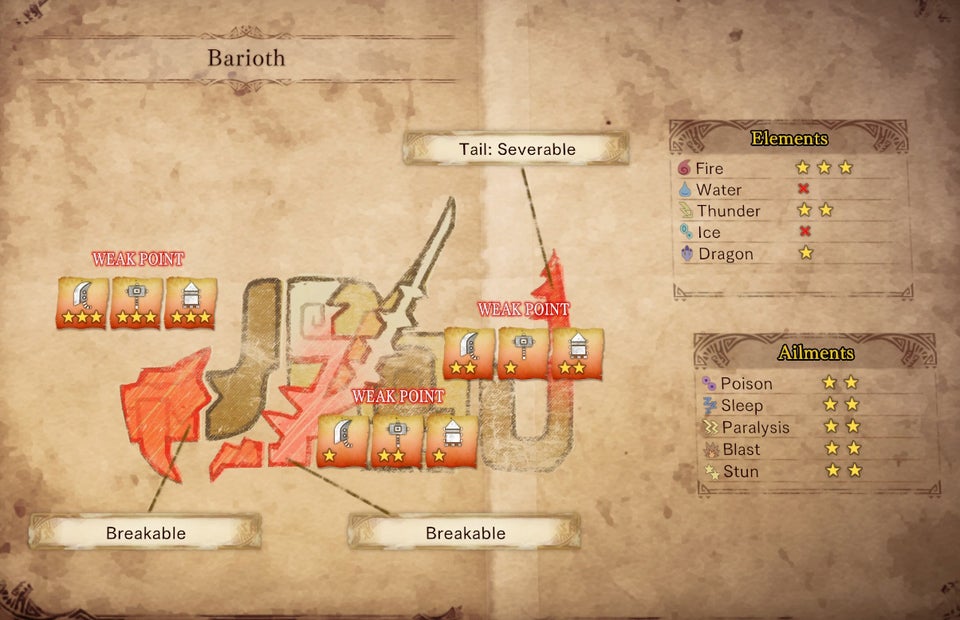 Barioth
Tail: Severable
WEAK POINT
WEAK POINT
WEAK POINT
Breakable
Breakable
Elements
Fire
Water
Thunder
Ice
Dragon
Ailments
Poison
Sleep
Paralysis
Blast
Stun